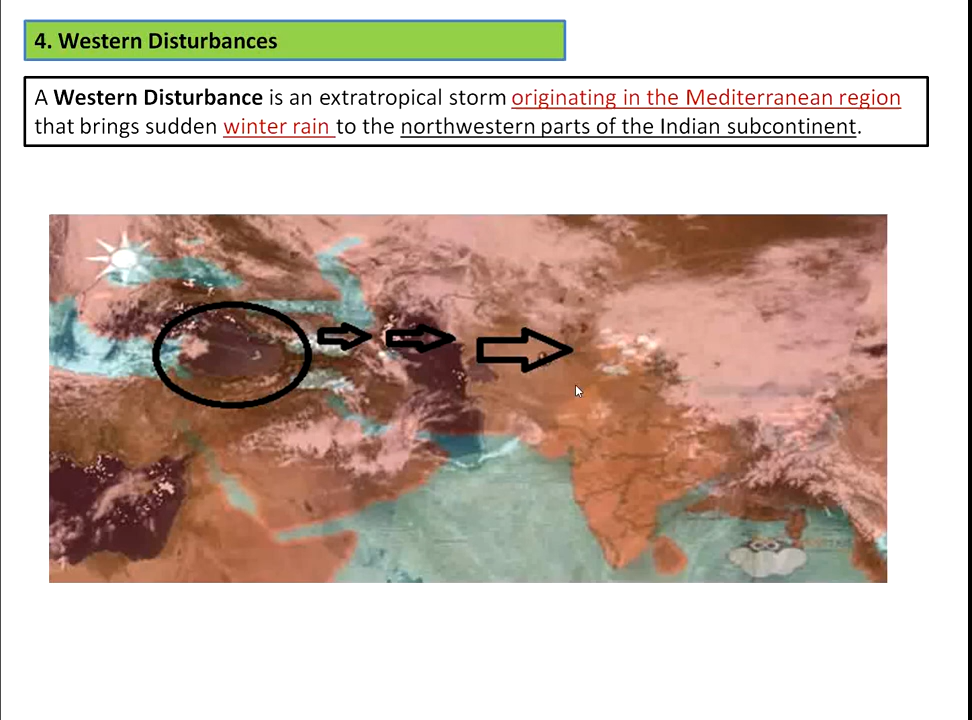 4. Western Disturbances
A Western Disturbance is an extratropical storm originating in the Mediterranean region
that brings sudden winter rain to the northwestern parts of the Indian subcontinent.